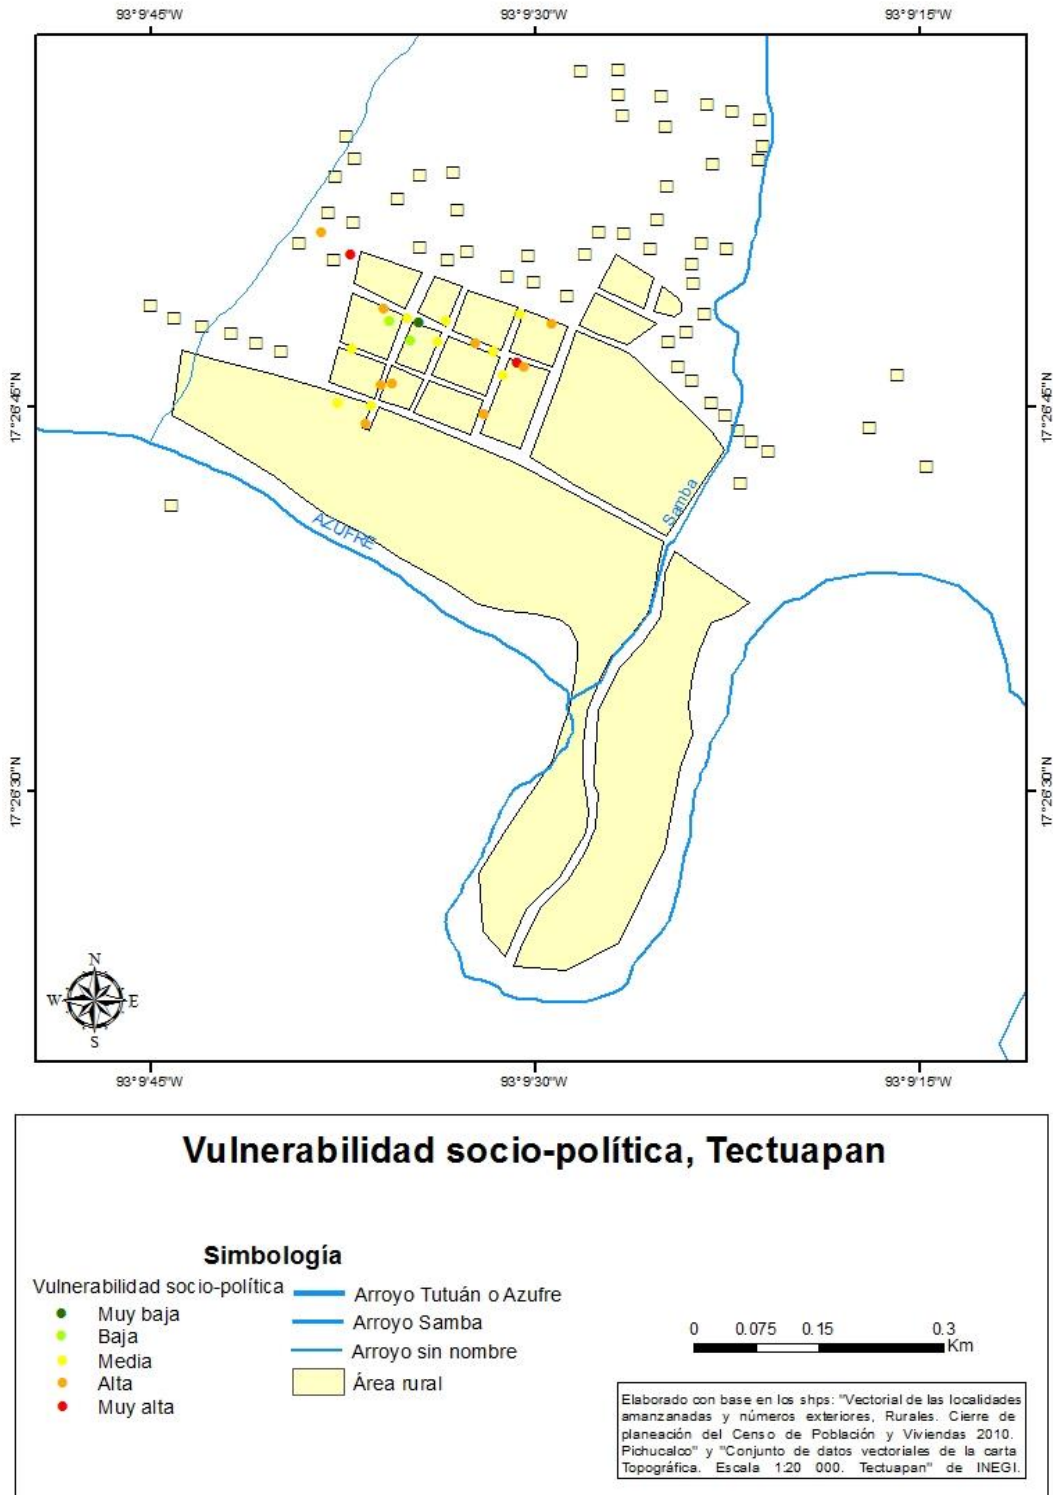 93°9'45"W 93°9'30"W 93°9'15"W
17°26'45"N 17°26'45"N
Samba
AZUFRE
17°26'30"N 17°26'30"N
N
W E
S
93°9'45"W 93°9'30"W 93°9'15"W
Vulnerabilidad socio-política, Tectuapan
Simbología
Vulnerabilidad socio-política
Muy baja
Baja
Media
Alta
Muy alta
Arroyo Tutuán o Azufre
Arroyo Samba
Arroyo sin nombre
Área rural
0 0.075 0.15 0.3
Km
Elaborado con base en los shps: "Vectorial de las localidades
amanzanadas y números exteriores, Rurales. Cierre de
planeación del Censo de Población y Viviendas 2010.
Pichucalco" y "Conjunto de datos vectoriales de la carta
Topográfica. Escala 1:20 000. Tectuapan" de INEGI.